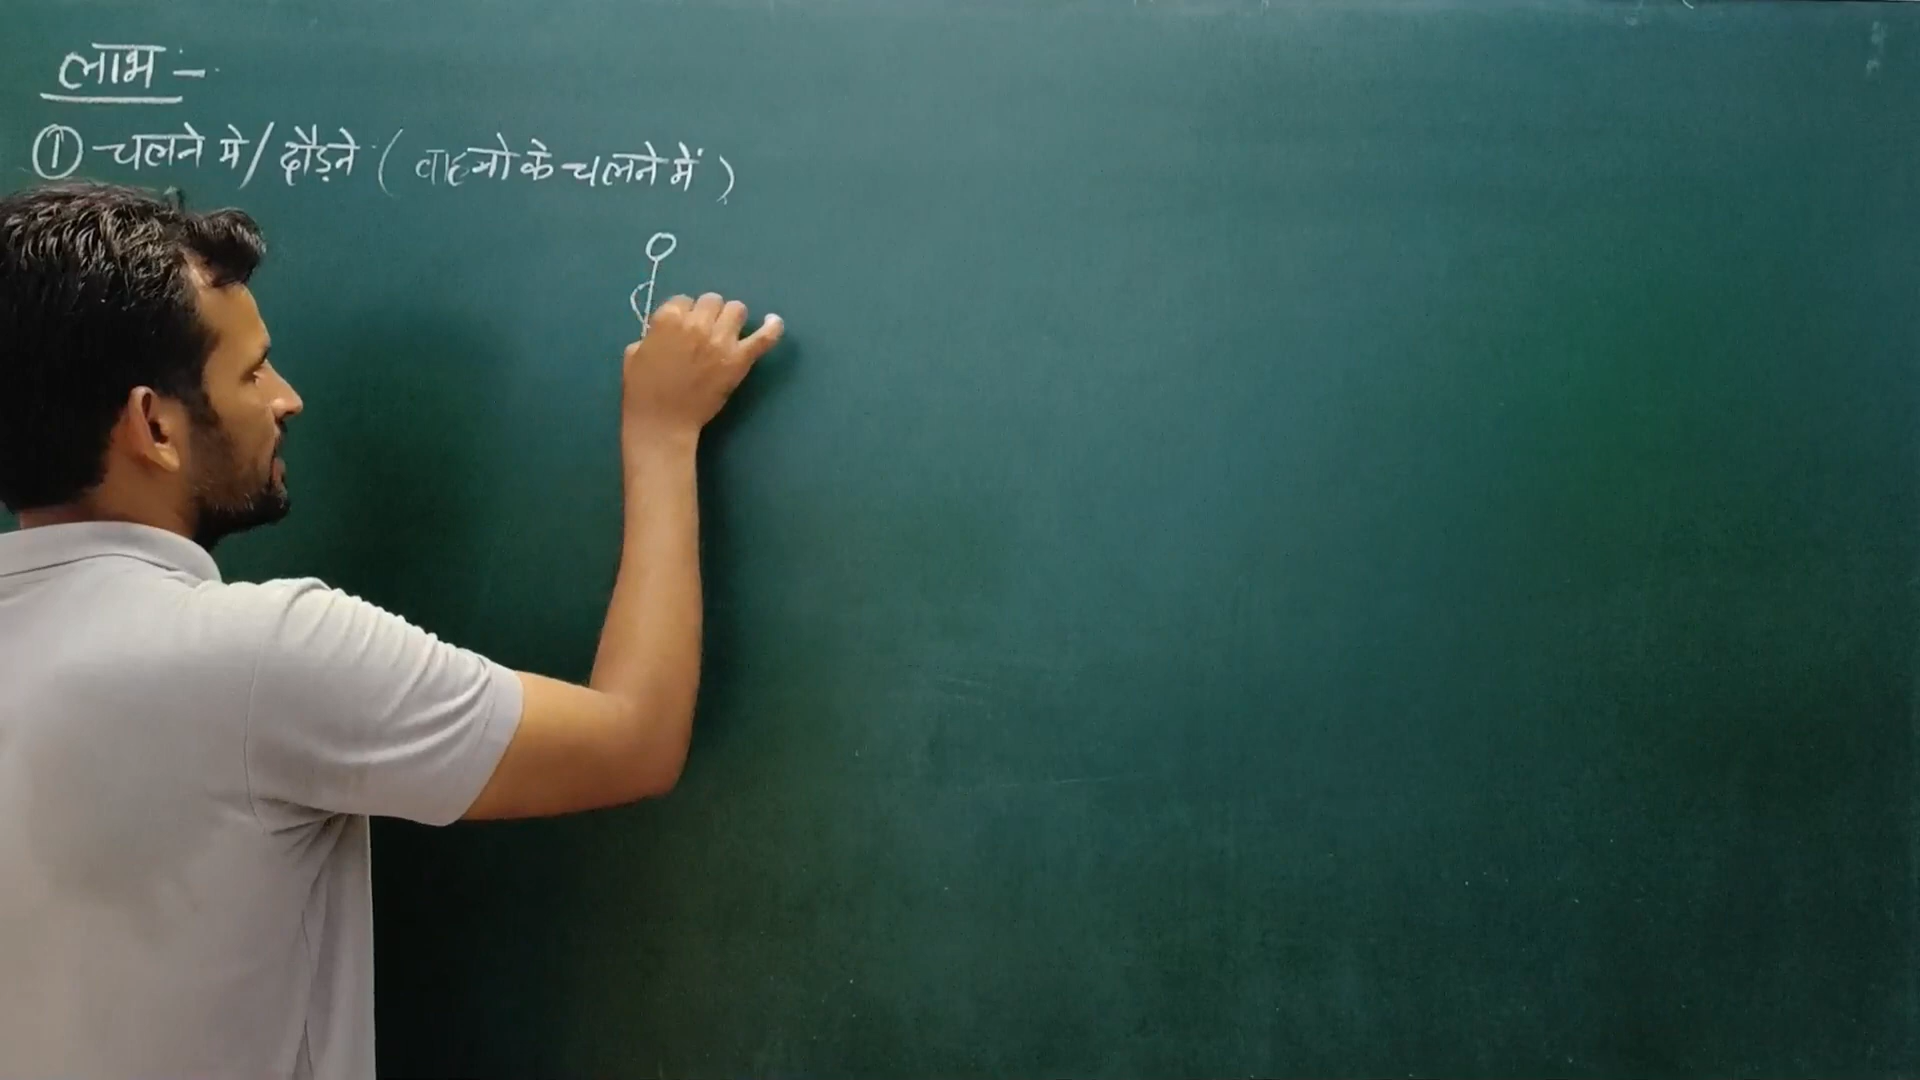 लाभ :-
① चलने मे / दौड़ने ( वाहनो के चलने में )